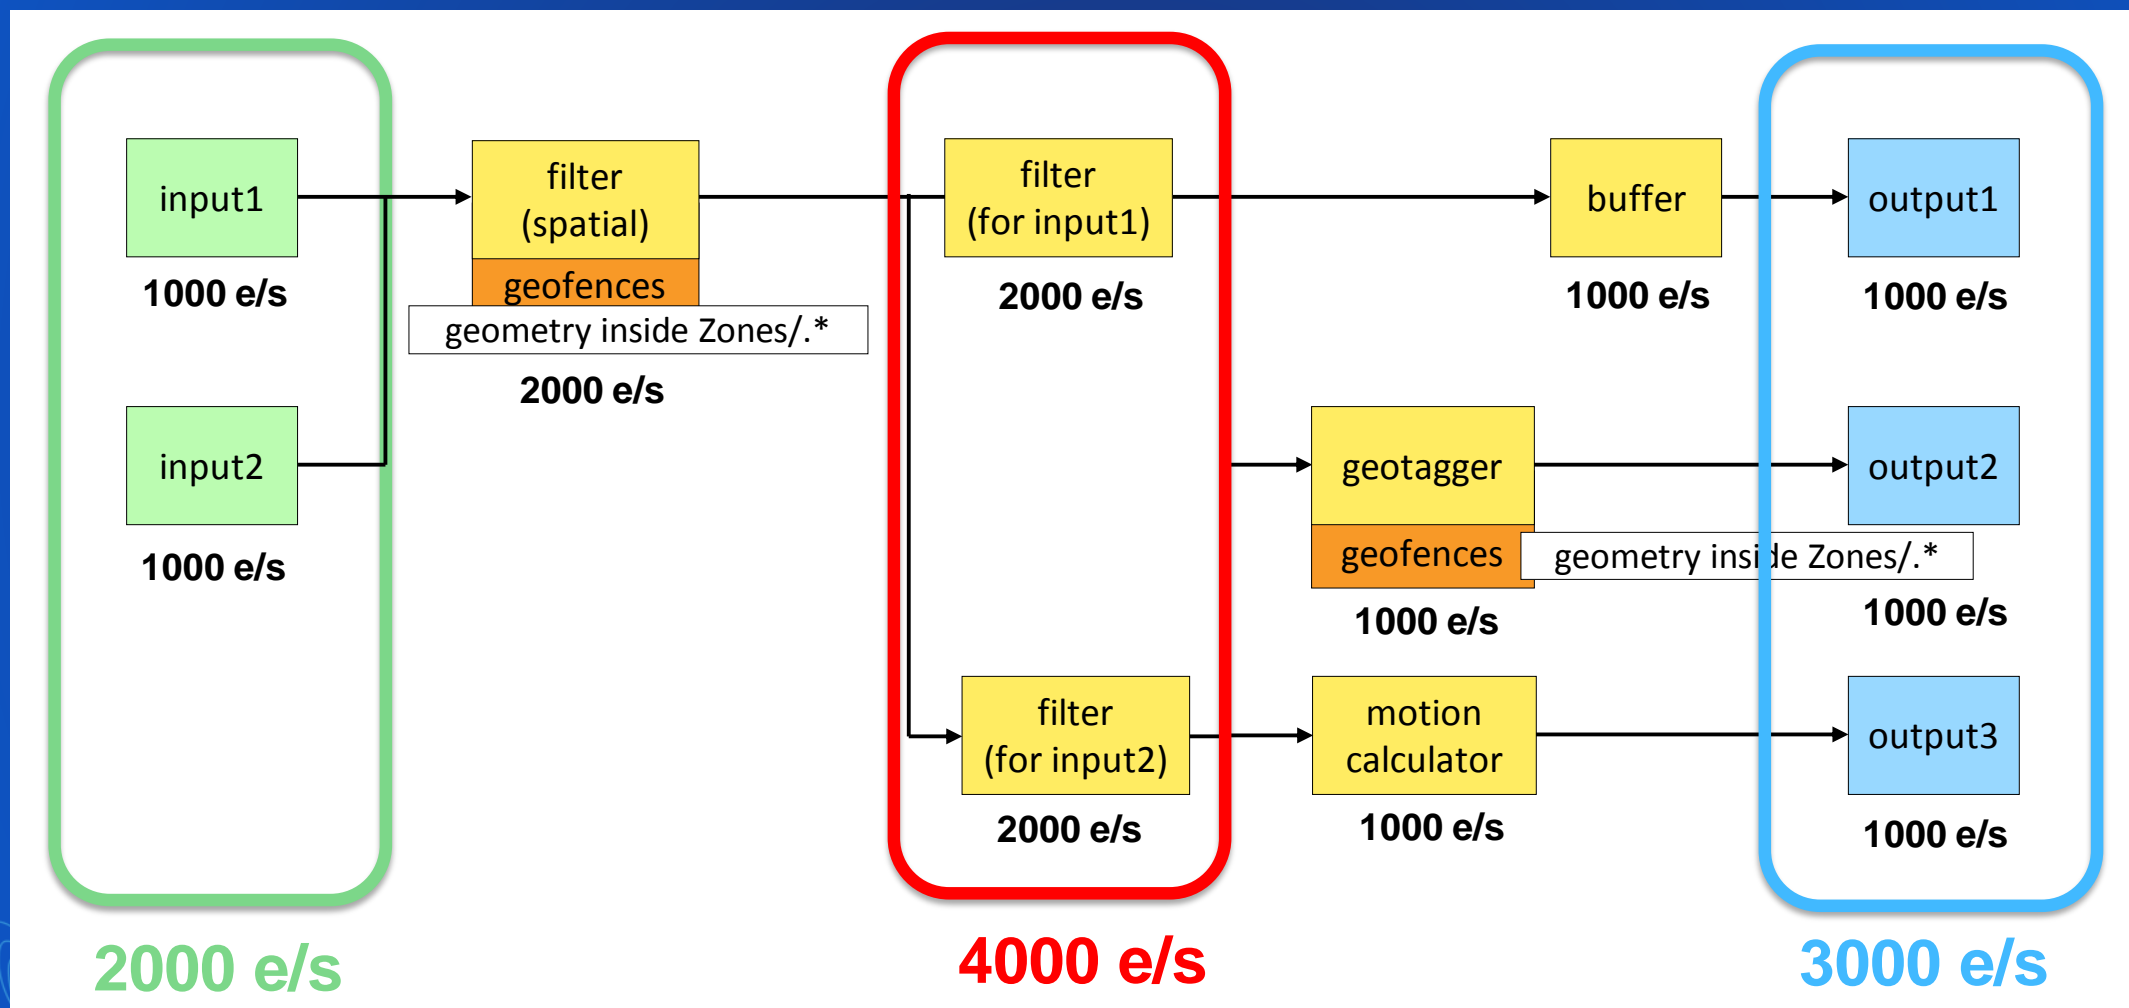 input1
1000 e/s
input2
1000 e/s
2000 e/s
filter
(spatial)
geofences
geometry inside Zones/.*
2000 e/s
filter
(for input1)
2000 e/s
filter
(for input2)
2000 e/s
4000 e/s
geotagger
geofences
geometry inside Zones/.*
1000 e/s
motion
calculator
1000 e/s
buffer
1000 e/s
output1
1000 e/s
output2
1000 e/s
output3
1000 e/s
3000 e/s